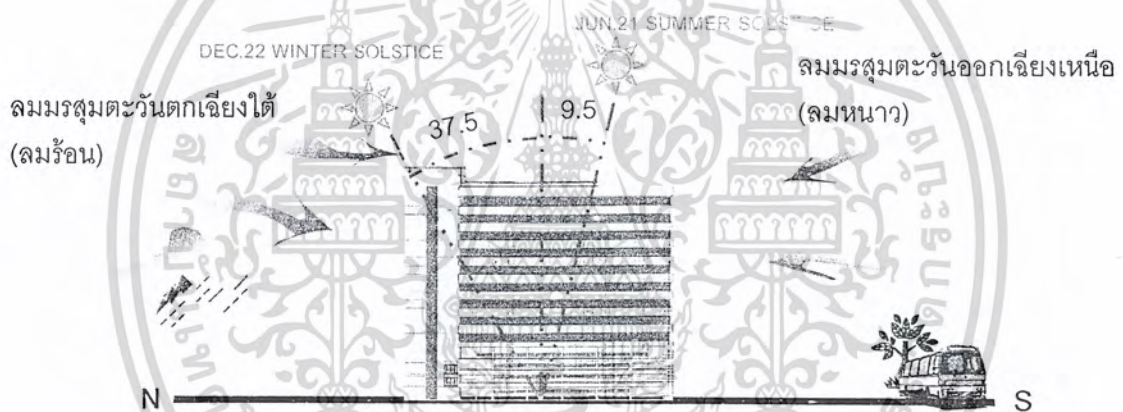 JUN.21 SUMMER SOLSTICE
DEC.22 WINTER SOLSTICE
ลมมรสุมตะวันออกเฉียงเหนือ
(ลมหนาว)
ลมมรสุมตะวันตกเฉียงใต้
(ลมร้อน)
37.5
9.5
N
S